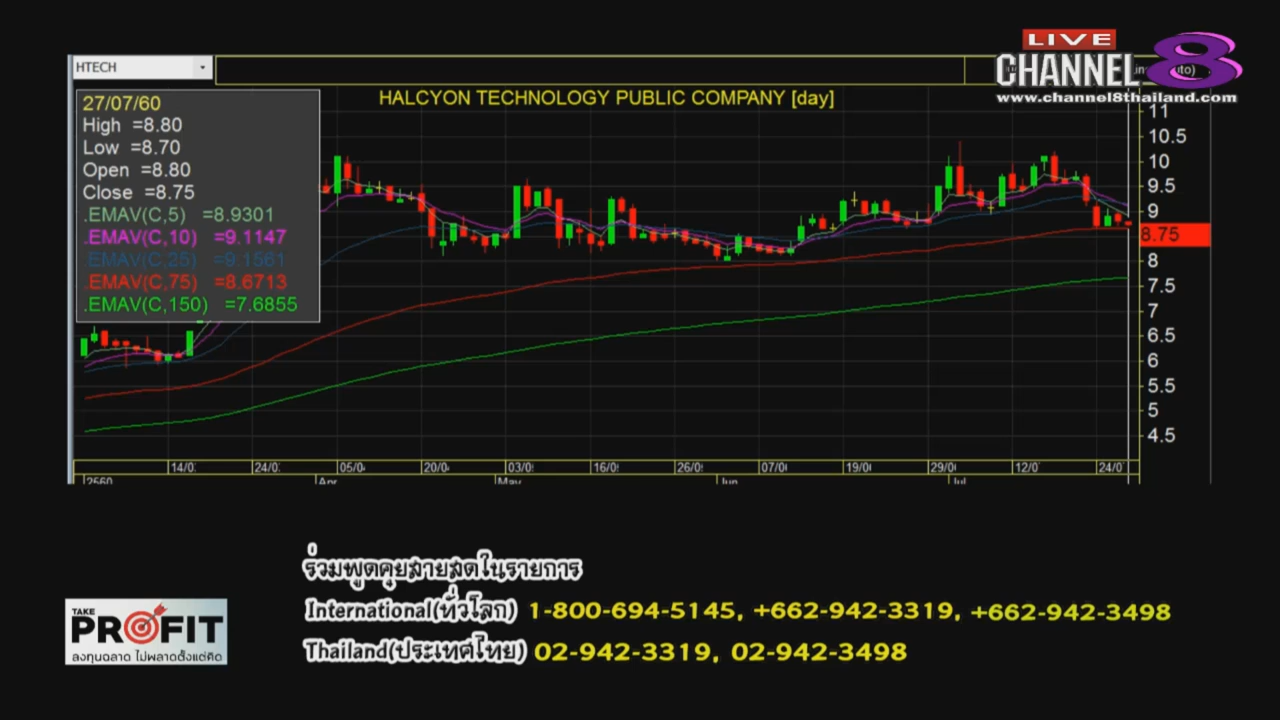 LIVE
CHANNEL 8
www.channel8thailand.com
HTECH
HALCYON TECHNOLOGY PUBLIC COMPANY [day]
27/07/60
High =8.80
Low =8.70
Open =8.80
Close =8.75
.EMAV(C,5) =8.9301
.EMAV(C,10) =9.1147
.EMAV(C,25) =9.1561
.EMAV(C,75) =8.6713
.EMAV(C,150) =7.6855
11
10.5
10
9.5
9
8.75
8
7.5
7
6.5
6
5.5
5
4.5
14/0 24/0 05/0 20/0 03/0 16/0 26/0 07/0 19/0 29/0 12/0 24/0
2560 Apr May Jun Jul
ร่วมพูดคุยสายสดในรายการ
International(ทั่วโลก) 1-800-694-5145, +662-942-3319, +662-942-3498
Thailand(ประเทศไทย) 02-942-3319, 02-942-3498
TAKE
PROFIT
ลงทุนฉลาด ไม่พลาดตั้งแต่คิด